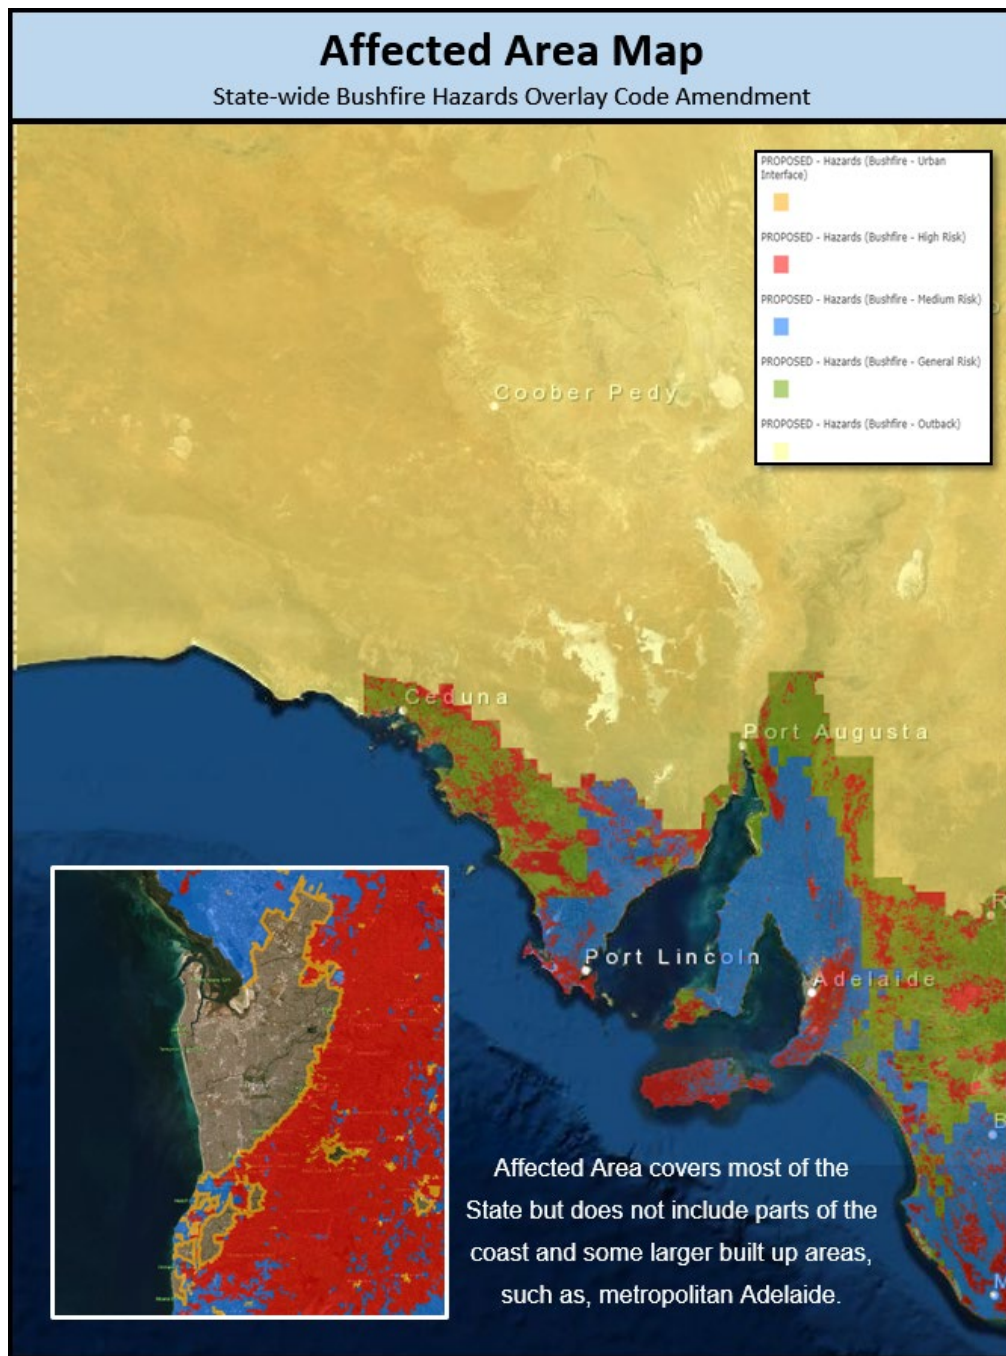 Affected Area Map
State-wide Bushfire Hazards Overlay Code Amendment
PROPOSED - Hazards (Bushfire - Urban
Interface)
PROPOSED - Hazards (Bushfire - High Risk)
PROPOSED - Hazards (Bushfire - Medium Risk)
PROPOSED - Hazards (Bushfire - General Risk)
PROPOSED - Hazards (Bushfire - Outback)
Coober Pedy
Ceduna
Port Augusta
R
Port Lincoln
Adelaide
B
M
Affected Area covers most of the
State but does not include parts of the
coast and some larger built up areas,
such as, metropolitan Adelaide.